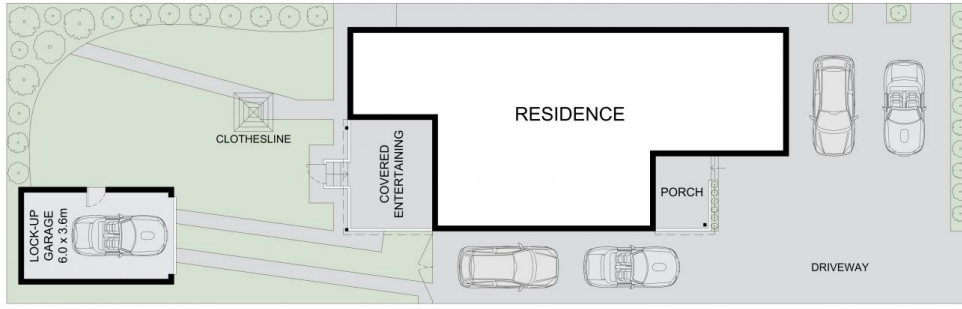 RESIDENCE
CLOTHESLINE
COVERED
ENTERTAINING
PORCH
LOCK-UP
GARAGE
6.0 x 3.6m
DRIVEWAY